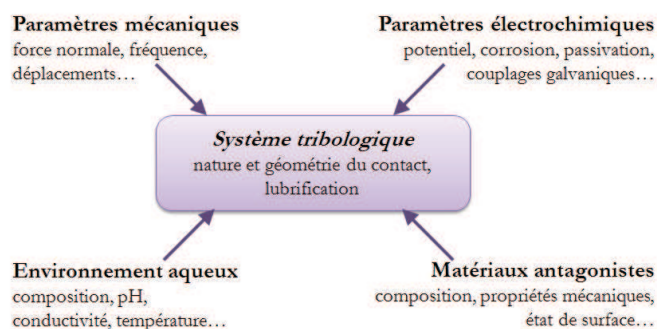 Paramètres mécaniques
force normale, fréquence,
déplacements…
Paramètres électrochimiques
potentiel, corrosion, passivation,
couplages galvaniques…
Système tribologique
nature et géométrie du contact,
lubrification
Environnement aqueux
composition, pH,
conductivité, température…
Matériaux antagonistes
composition, propriétés mécaniques,
état de surface…